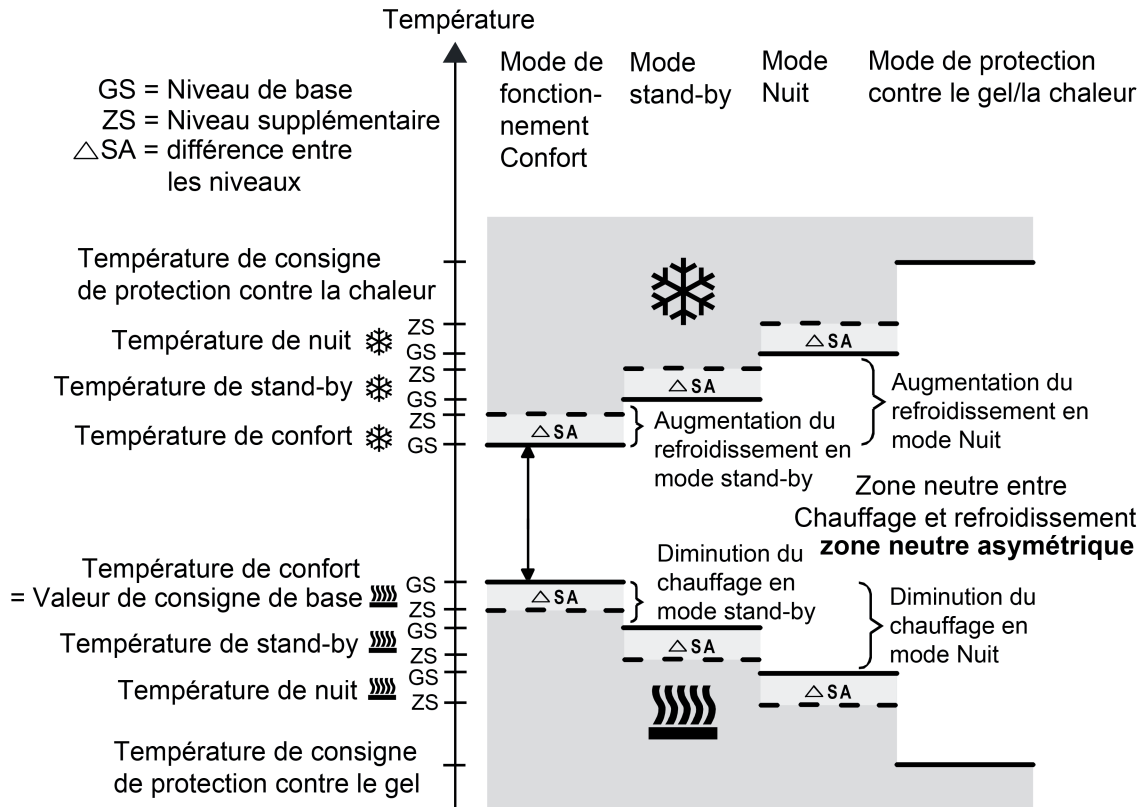 Température
GS = Niveau de base
ZS = Niveau supplémentaire
△SA = différence entre
les niveaux
Mode de
fonction-
nement
Confort
Mode
stand-by
Mode
Nuit
Mode de protection
contre le gel/la chaleur
Température de consigne
de protection contre la chaleur
Température de nuit
ZS
GS
Température de stand-by
ZS
GS
Température de confort
ZS
GS
△SA
△SA
△SA
Augmentation du
refroidissement en
mode stand-by
Augmentation du
refroidissement en
mode Nuit
Zone neutre entre
Chauffage et refroidissement
zone neutre asymétrique
Température de confort
= Valeur de consigne de base
GS
ZS
Température de stand-by
GS
ZS
Température de nuit
GS
ZS
△SA
△SA
△SA
Diminution du
chauffage en
mode stand-by
Diminution du
chauffage en
mode Nuit
Température de consigne
de protection contre le gel